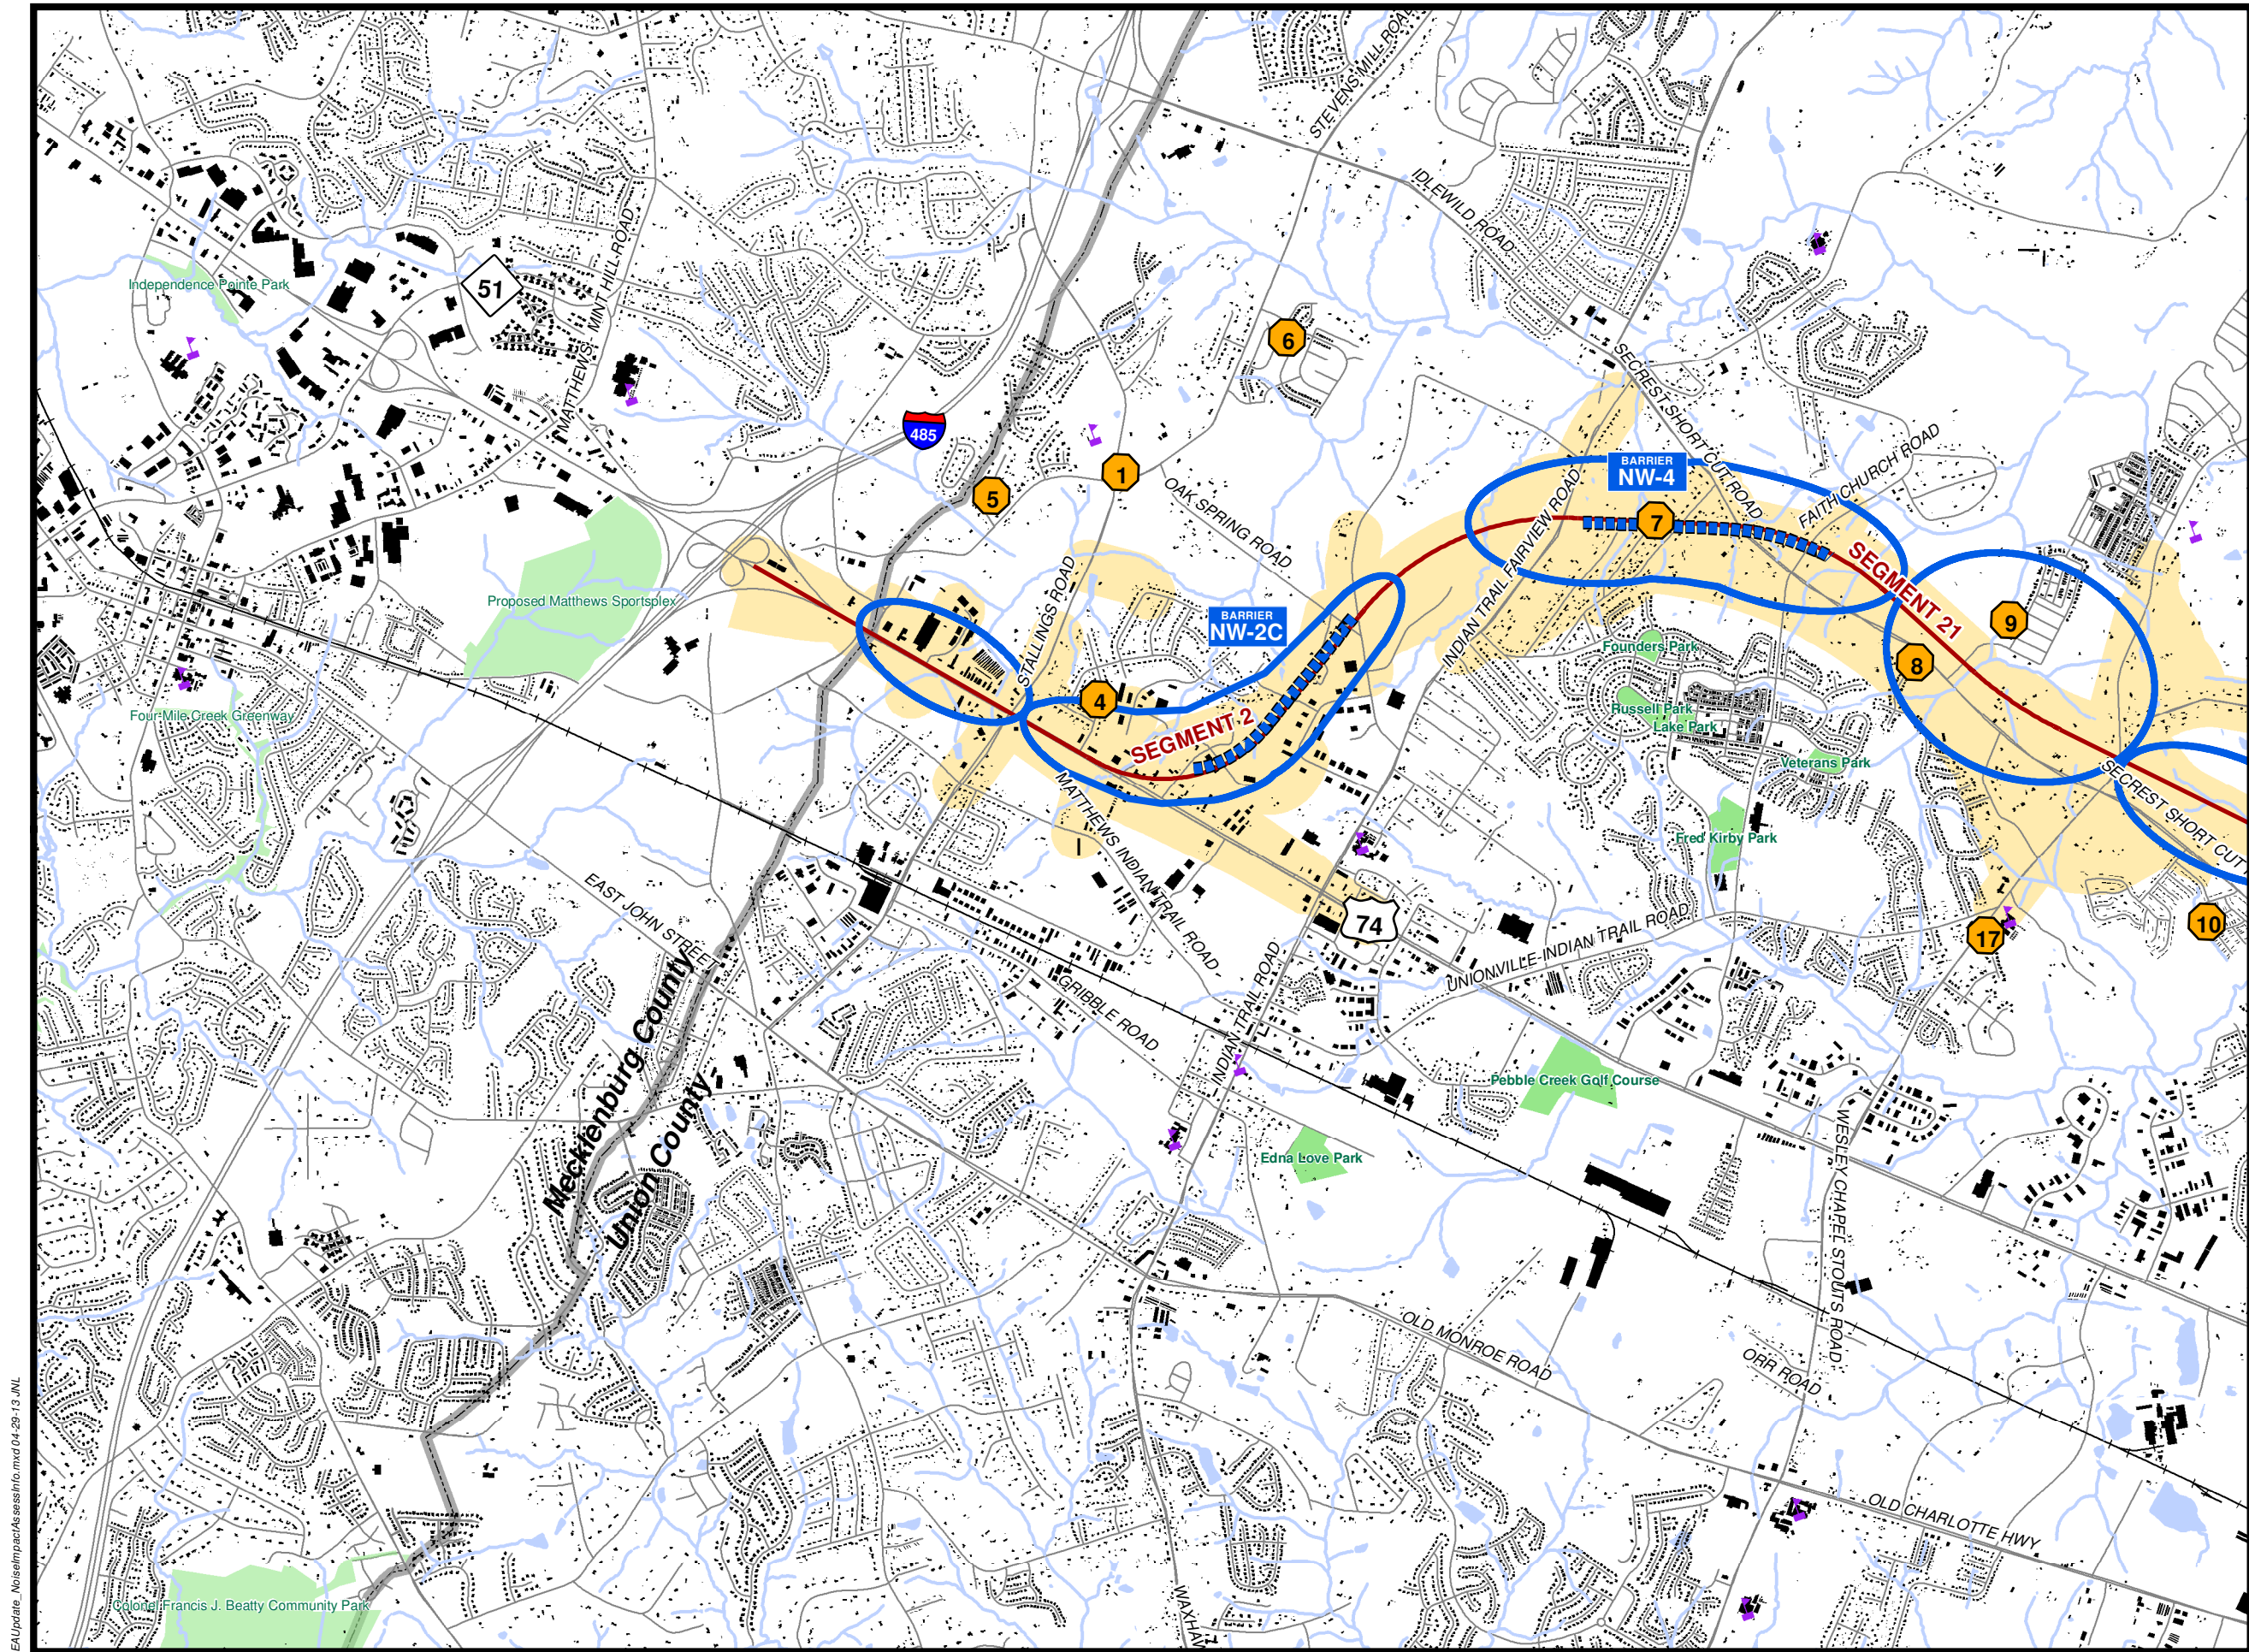 STEVENS MILL ROAD
IDLEWILD ROAD
Independence Pointe Park
51
MATTHEWS MINT HILL ROAD
6
SECREST SHORT CUT ROAD
485
1
5
OAK SPRING ROAD
BARRIER
NW-4
7
FAITH CHURCH ROAD
INDIAN TRAIL FAIRVIEW ROAD
SEGMENT 21
STALLINGS ROAD
Proposed Matthews Sportsplex
BARRIER
NW-2C
9
8
Founders Park
4
SEGMENT 2
Russell Park
Lake Park
Four-Mile Creek Greenway
Veterans Park
SECREST SHORT CUT
MATTHEWS INDIAN TRAIL ROAD
Fred Kirby Park
EAST JOHN STREET
74
17
10
UNIONVILLE-INDIAN TRAIL ROAD
GRIBBLE ROAD
INDIAN TRAIL ROAD
Mecklenburg County
Union County
Pebble Creek Golf Course
Edna Love Park
WESLEY CHAPEL STOUTS ROAD
OLD MONROE ROAD
ORR ROAD
OLD CHARLOTTE HWY
WAXHAW
Colonel Francis J. Beatty Community Park
EAUpdate_NoiseImpactAssessInfo.mxd 04-29-13 JNL